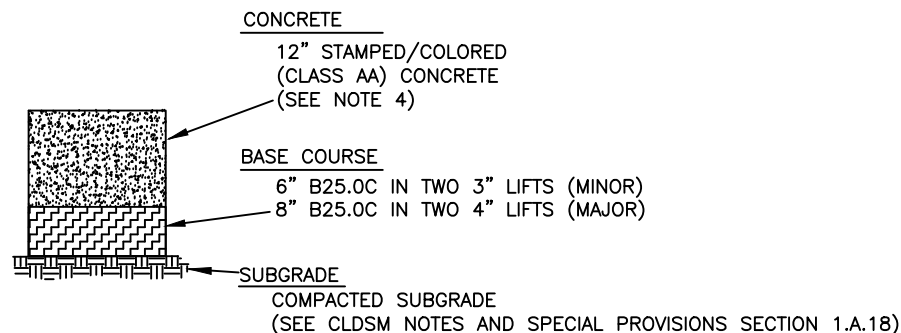 CONCRETE
12” STAMPED/COLORED
(CLASS AA) CONCRETE
(SEE NOTE 4)
BASE COURSE
6” B25.0C IN TWO 3” LIFTS (MINOR)
8” B25.0C IN TWO 4” LIFTS (MAJOR)
SUBGRADE
COMPACTED SUBGRADE
(SEE CLDSM NOTES AND SPECIAL PROVISIONS SECTION 1.A.18)